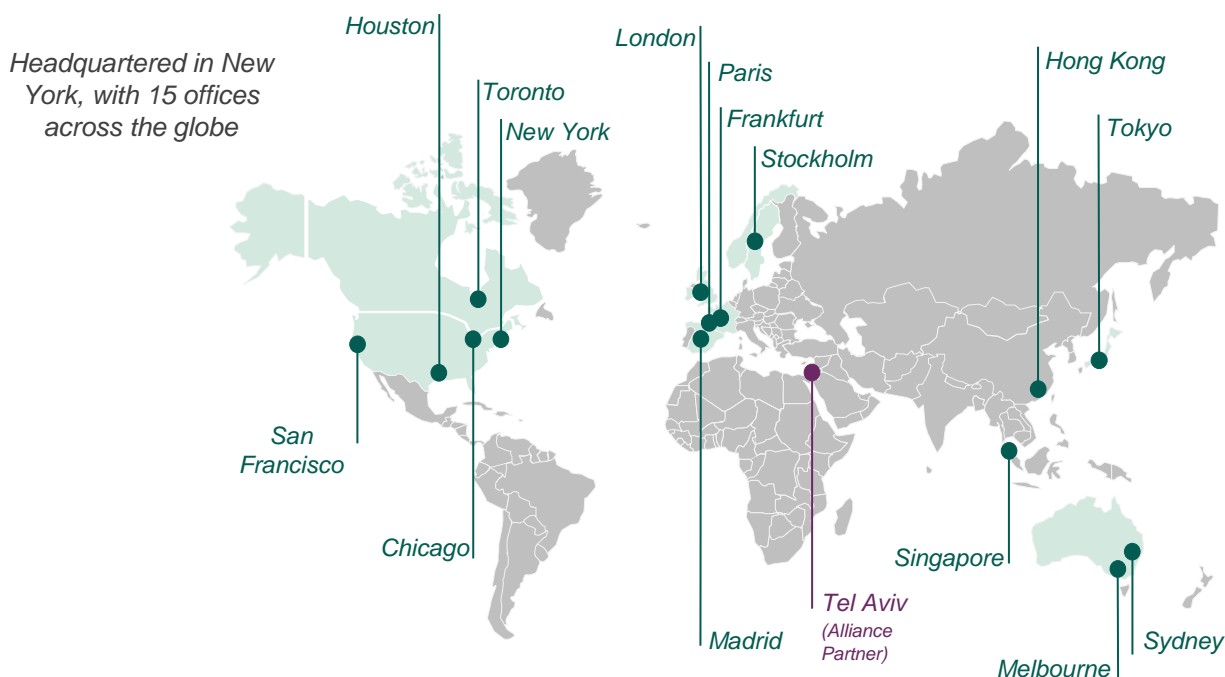 Headquartered in New
York, with 15 offices
across the globe
Houston
Toronto
New York
London
Paris
Frankfurt
Stockholm
Hong Kong
Tokyo
San
Francisco
Chicago
Madrid
Tel Aviv
(Alliance
Partner)
Singapore
Sydney
Melbourne